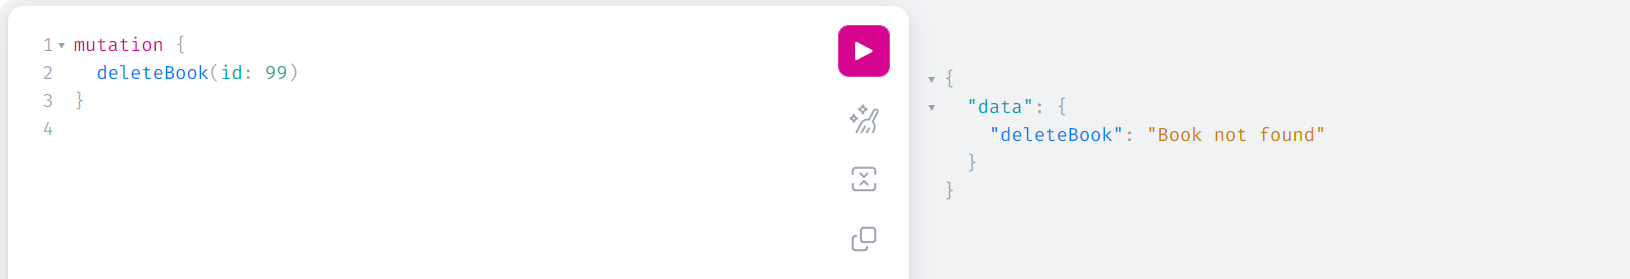 1 mutation {
2   deleteBook(id: 99)
3 }
4
{
  "data": {
    "deleteBook": "Book not found"
  }
}